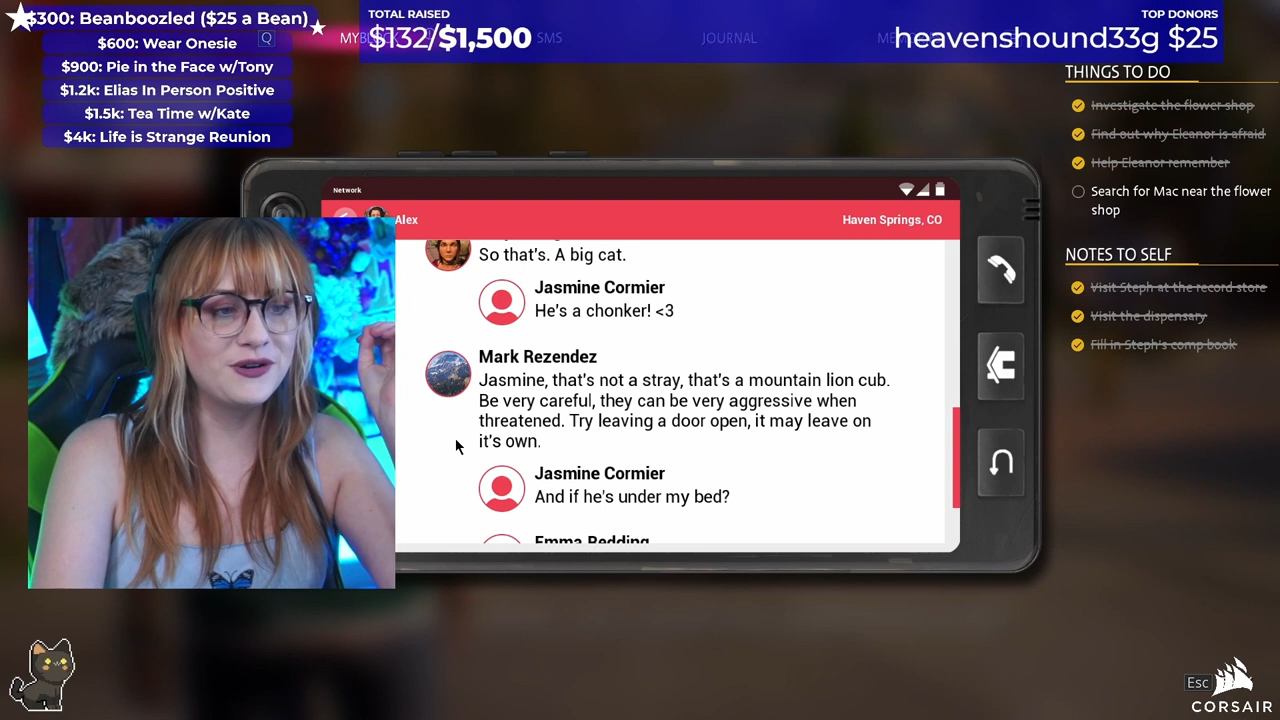 $300: Beanboozled ($25 a Bean)
$600: Wear Onesie
$900: Pie in the Face w/Tony
$1.2k: Elias In Person Positive
$1.5k: Tea Time w/Kate
$4k: Life is Strange Reunion
Q
TOTAL RAISED
$132/$1,500
SMS
JOURNAL
TOP DONORS
heavenshound33g $25
THINGS TO DO
Investigate the flower shop
Find out why Eleanor is afraid
Help Eleanor remember
Search for Mac near the flower
shop
NOTES TO SELF
Visit Steph at the record store
Visit the dispensary
Fill in Steph's comp book
Network
Alex
Haven Springs, CO
So that's. A big cat.
Jasmine Cormier
He's a chonker! <3
Mark Rezendez
Jasmine, that's not a stray, that's a mountain lion cub.
Be very careful, they can be very aggressive when
threatened. Try leaving a door open, it may leave on
it's own.
Jasmine Cormier
And if he's under my bed?
Emma Redding
Esc
CORSAIR